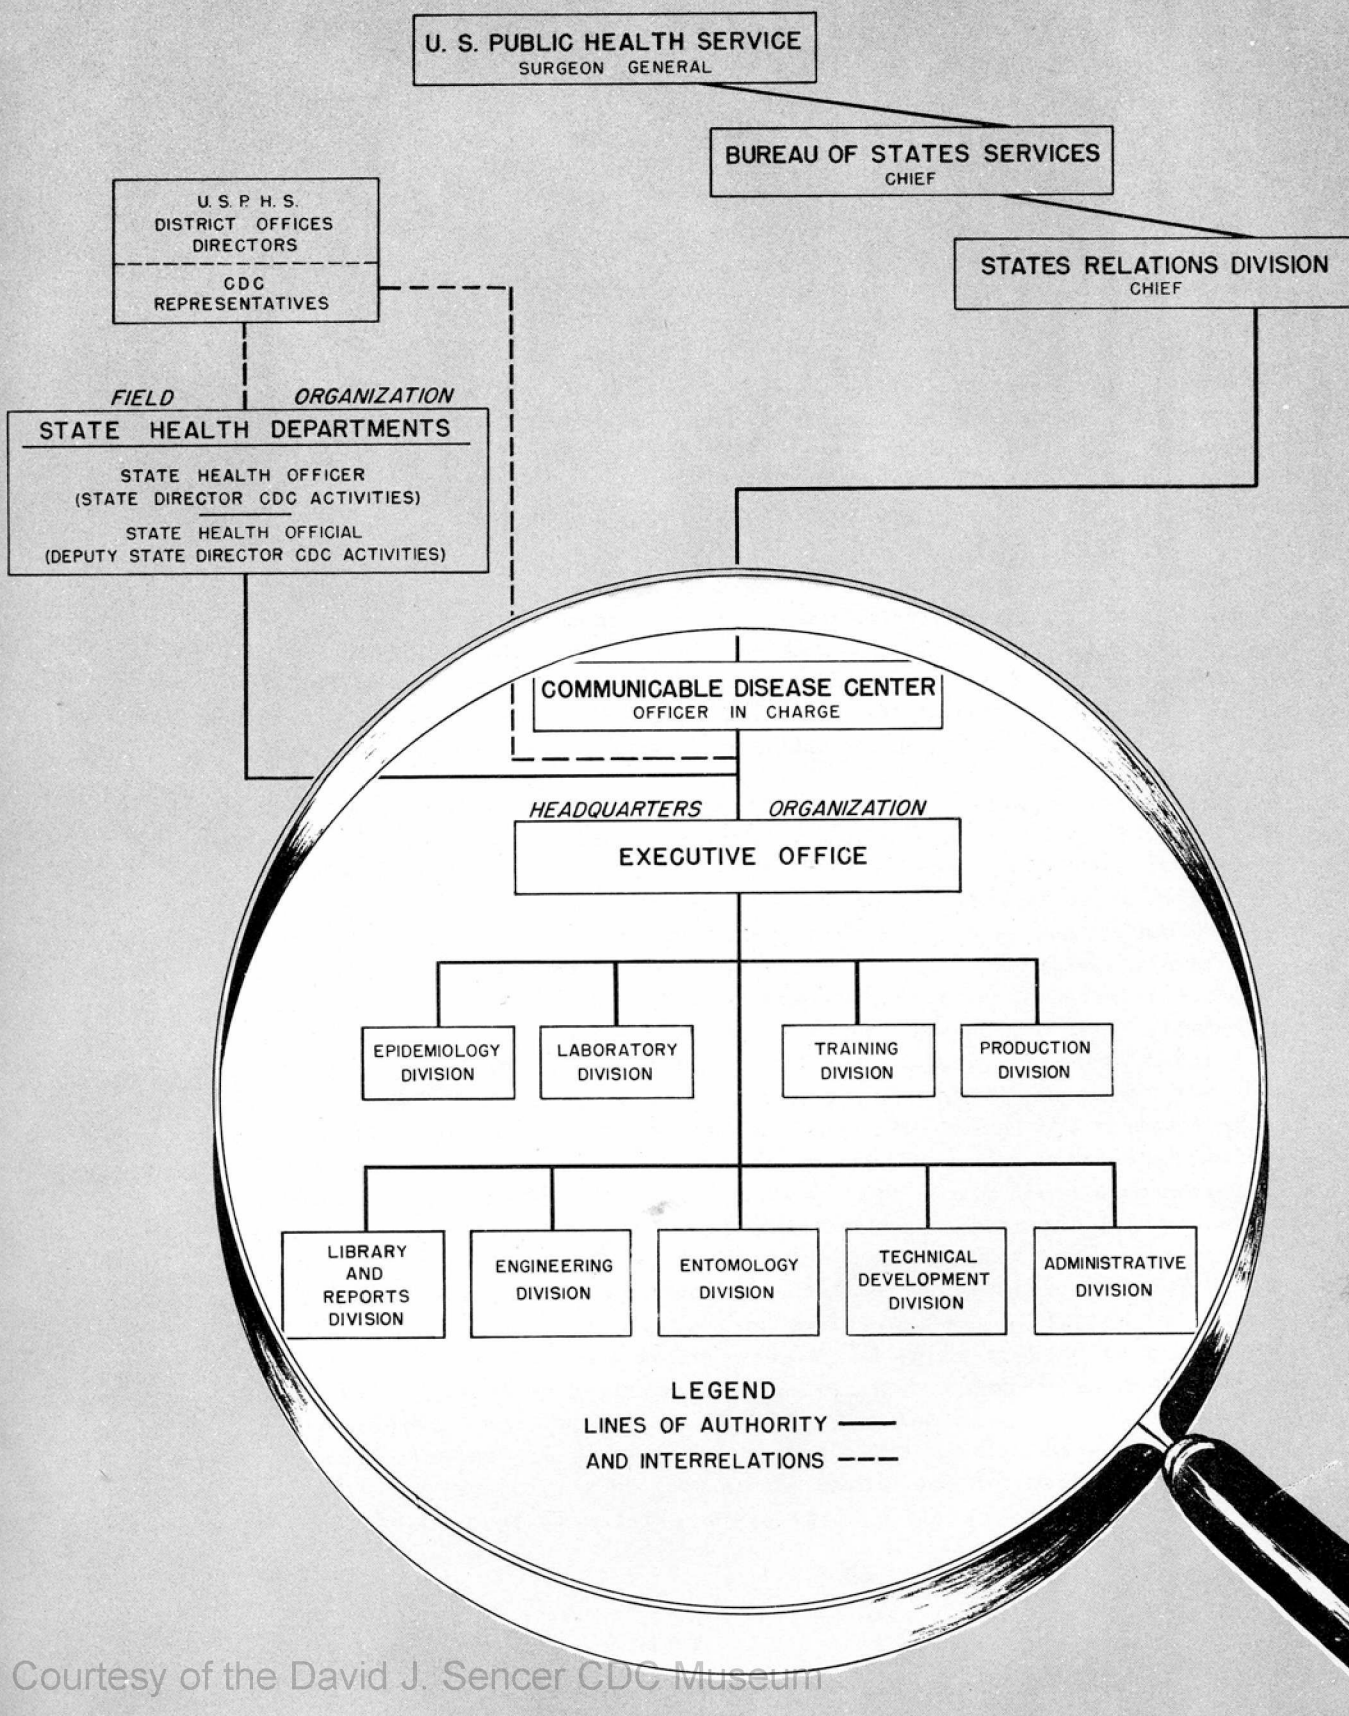 U. S. PUBLIC HEALTH SERVICE
SURGEON GENERAL
BUREAU OF STATES SERVICES
CHIEF
STATES RELATIONS DIVISION
CHIEF
U. S. P. H. S.
DISTRICT OFFICES
DIRECTORS
CDC
REPRESENTATIVES
FIELD ORGANIZATION
STATE HEALTH DEPARTMENTS
STATE HEALTH OFFICER
(STATE DIRECTOR CDC ACTIVITIES)
STATE HEALTH OFFICIAL
(DEPUTY STATE DIRECTOR CDC ACTIVITIES)
COMMUNICABLE DISEASE CENTER
OFFICER IN CHARGE
HEADQUARTERS ORGANIZATION
EXECUTIVE OFFICE
EPIDEMIOLOGY
DIVISION
LABORATORY
DIVISION
TRAINING
DIVISION
PRODUCTION
DIVISION
LIBRARY
AND
REPORTS
DIVISION
ENGINEERING
DIVISION
ENTOMOLOGY
DIVISION
TECHNICAL
DEVELOPMENT
DIVISION
ADMINISTRATIVE
DIVISION
LEGEND
LINES OF AUTHORITY
AND INTERRELATIONS
Courtesy of the David J. Sencer CDC Museum